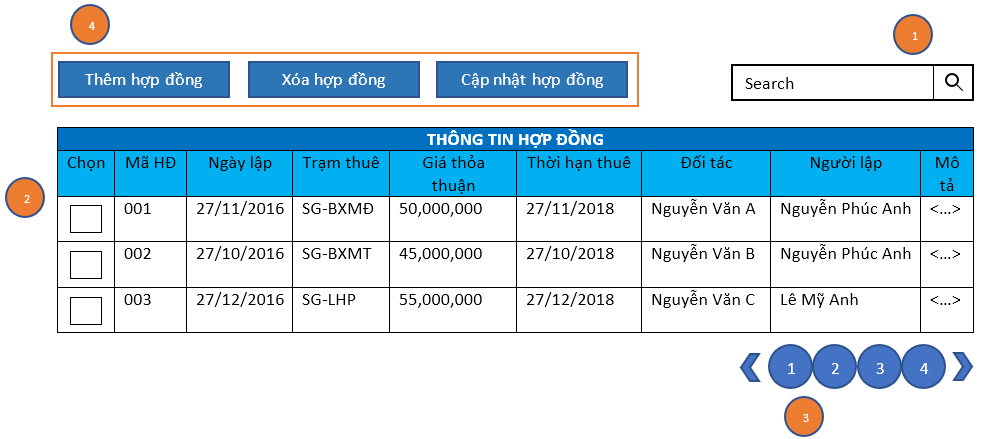 4
1
Thêm hợp đồng
Xóa hợp đồng
Cập nhật hợp đồng
Search
THÔNG TIN HỢP ĐỒNG
Chọn Mã HĐ Ngày lập Trạm thuê Giá thỏa thuận Thời hạn thuê Đối tác Người lập Mô tả
2
001 27/11/2016 SG-BXMĐ 50,000,000 27/11/2018 Nguyễn Văn A Nguyễn Phúc Anh <...>
002 27/10/2016 SG-BXMT 45,000,000 27/10/2018 Nguyễn Văn B Nguyễn Phúc Anh <...>
003 27/12/2016 SG-LHP 55,000,000 27/12/2018 Nguyễn Văn C Lê Mỹ Anh <...>
1 2 3 4
3